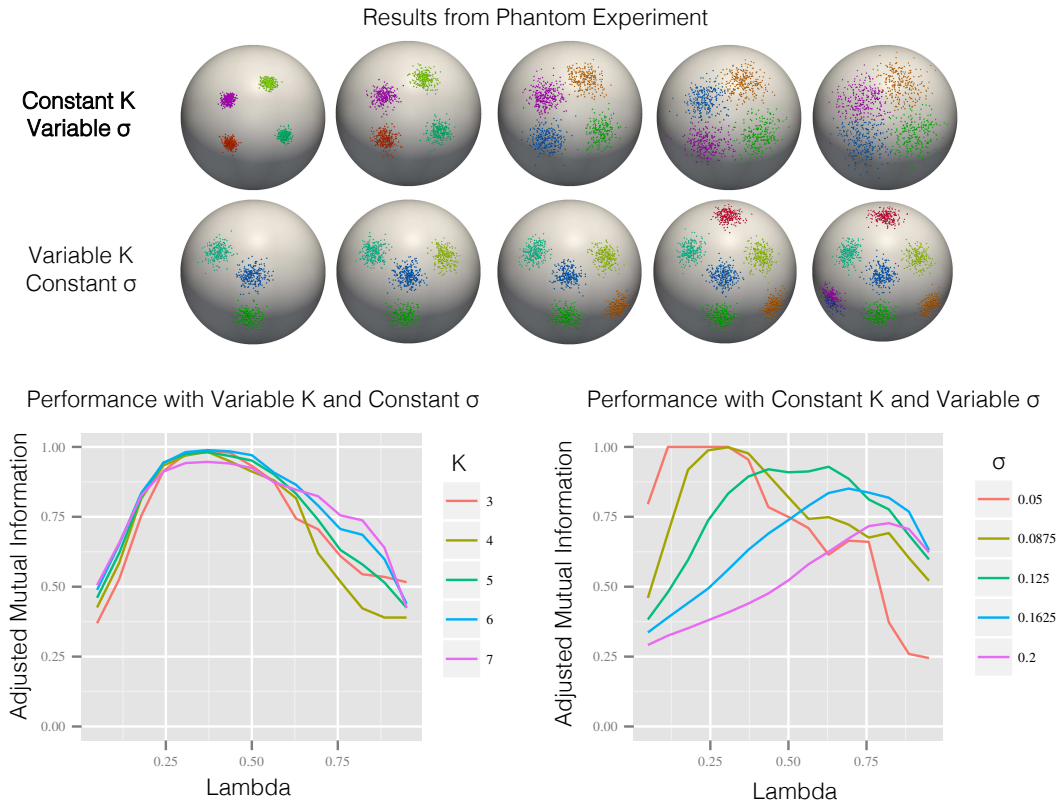 Results from Phantom Experiment
Constant K
Variable σ
Variable K
Constant σ
Performance with Variable K and Constant σ
Adjusted Mutual Information
1.00
0.75
0.50
0.25
0.00
0.25
0.50
0.75
Lambda
K
3
4
5
6
7
Performance with Constant K and Variable σ
Adjusted Mutual Information
1.00
0.75
0.50
0.25
0.00
0.25
0.50
0.75
Lambda
σ
0.05
0.0875
0.125
0.1625
0.2